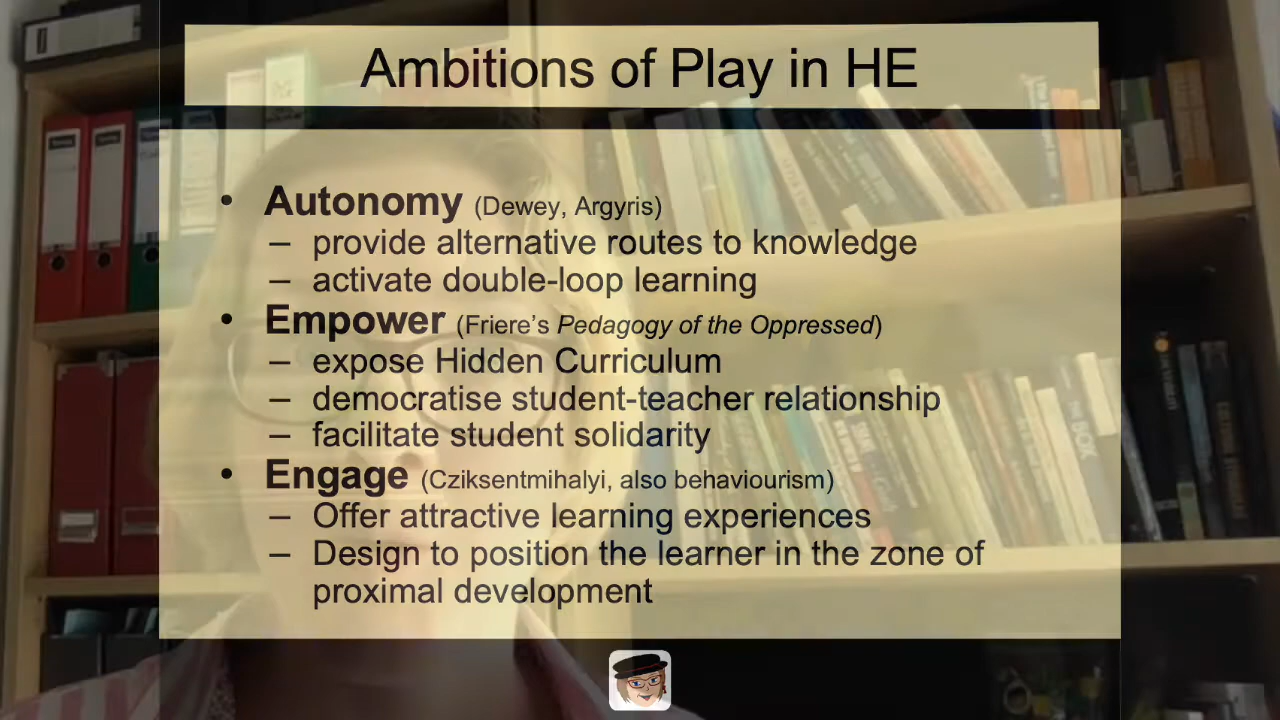 Ambitions of Play in HE
• Autonomy (Dewey, Argyris)
– provide alternative routes to knowledge
– activate double-loop learning
• Empower (Friere’s Pedagogy of the Oppressed)
– expose Hidden Curriculum
– democratise student-teacher relationship
– facilitate student solidarity
• Engage (Cziksentmihalyi, also behaviourism)
– Offer attractive learning experiences
– Design to position the learner in the zone of
proximal development
THE BOX